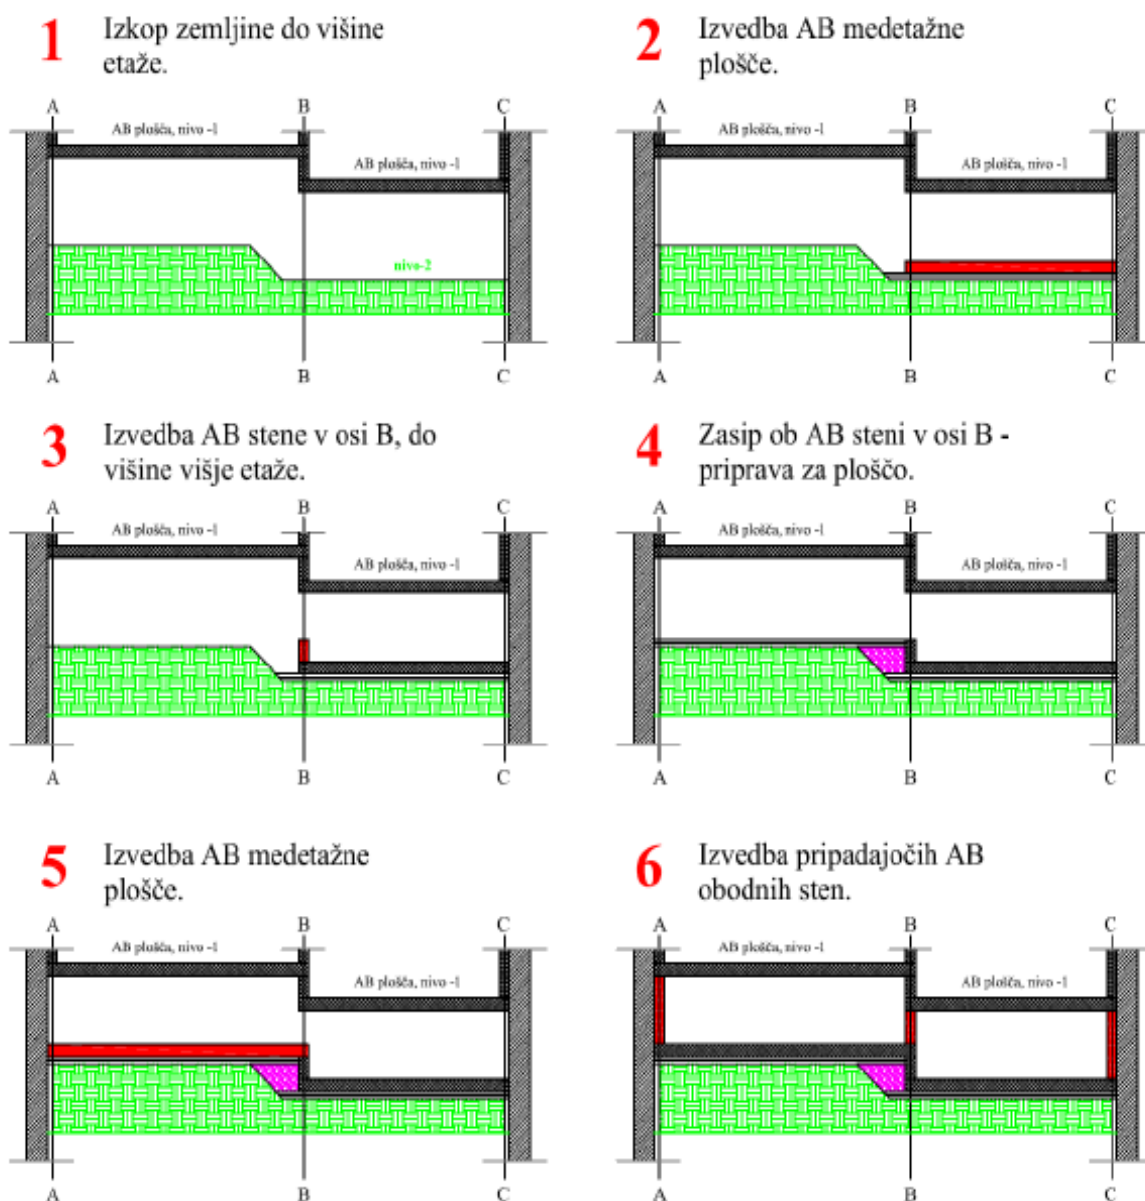 1 Izkop zemljine do višine
etaže.
A B C
AB plošča, nivo -1
AB plošča, nivo -1
nivo-2
A B C
2 Izvedba AB medetažne
plošče.
A B C
AB plošča, nivo -1
AB plošča, nivo -1
A B C
3 Izvedba AB stene v osi B, do
višine višje etaže.
A B C
AB plošča, nivo -1
AB plošča, nivo -1
A B C
4 Zasip ob AB steni v osi B -
priprava za ploščo.
A B C
AB plošča, nivo -1
AB plošča, nivo -1
A B C
5 Izvedba AB medetažne
plošče.
A B C
AB plošča, nivo -1
AB plošča, nivo -1
A B C
6 Izvedba pripadajočih AB
obodnih sten.
A B C
AB plošča, nivo -1
AB plošča, nivo -1
A B C